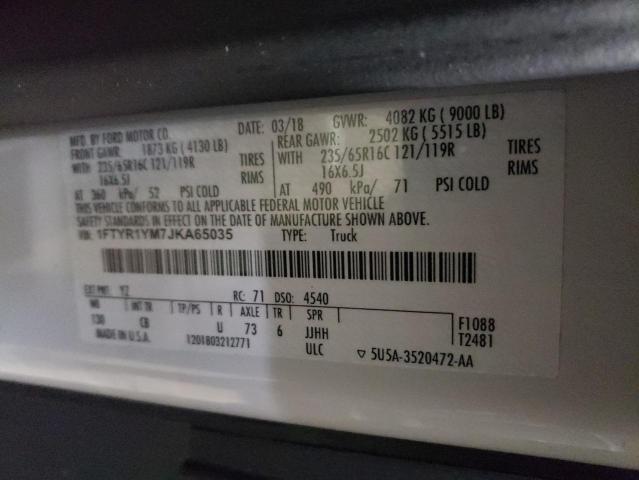 MFD. BY FORD MOTOR CO. DATE: 03/18 GVWR: 4082 KG ( 9000 LB)
FRONT GAWR: 1873 KG ( 4130 LB) REAR GAWR: 2502 KG ( 5515 LB)
WITH 235/65R16C 121/119R TIRES WITH 235/65R16C 121/119R TIRES
16X6.5J RIMS 16X6.5J RIMS
AT 360 kPa/ 52 PSI COLD AT 490 kPa/ 71 PSI COLD
THIS VEHICLE CONFORMS TO ALL APPLICABLE FEDERAL MOTOR VEHICLE
SAFETY STANDARDS IN EFFECT ON THE DATE OF MANUFACTURE SHOWN ABOVE.
VIN: 1FTYR1YM7JKA65035 TYPE: Truck
EXT PNT: YZ RC: 71 DSO: 4540
WB INT TR TP/PS R AXLE TR SPR F1088
130 CB U 73 6 JJHH T2481
MADE IN U.S.A. 1201803212771 ULC ▽ 5U5A-3520472-AA